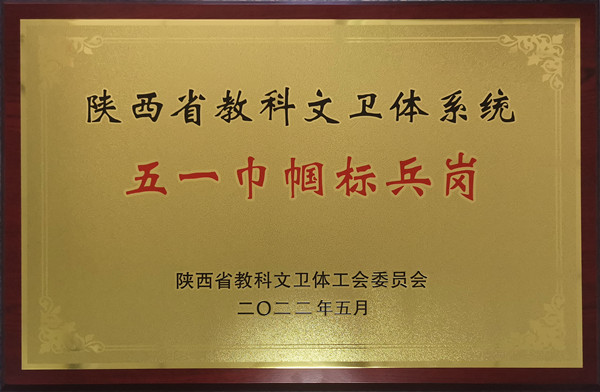 陕西省教科文卫体系统
五一巾帼标兵岗
陕西省教科文卫体工会委员会
二〇二二年五月